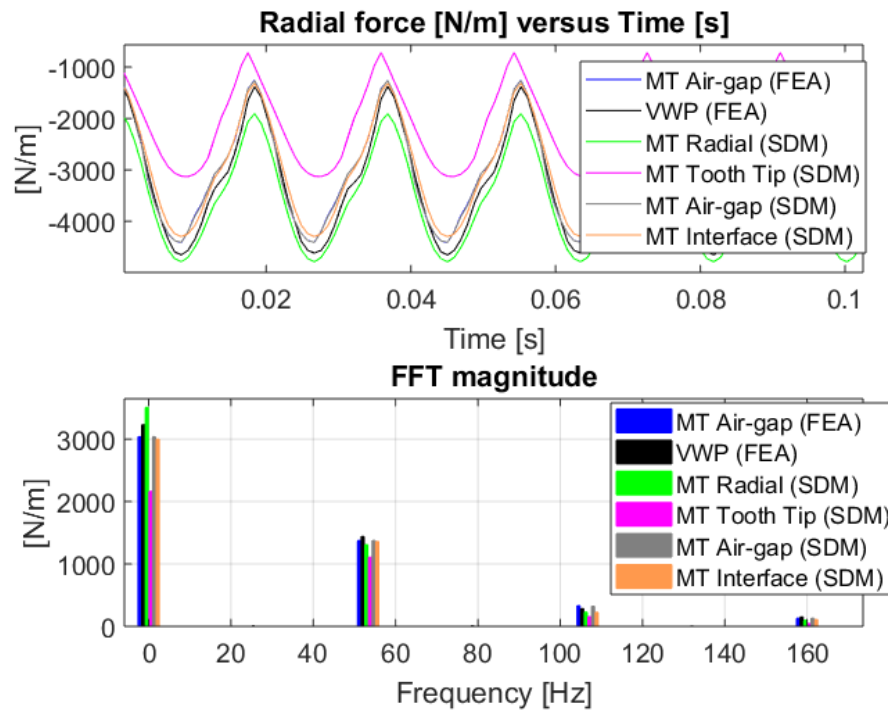 Radial force [N/m] versus Time [s]
[N/m]
-1000
-2000
-3000
-4000
MT Air-gap (FEA)
VWP (FEA)
MT Radial (SDM)
MT Tooth Tip (SDM)
MT Air-gap (SDM)
MT Interface (SDM)
0.02 0.04 0.06 0.08 0.1
Time [s]
FFT magnitude
[N/m]
3000
2000
1000
0
MT Air-gap (FEA)
VWP (FEA)
MT Radial (SDM)
MT Tooth Tip (SDM)
MT Air-gap (SDM)
MT Interface (SDM)
0 20 40 60 80 100 120 140 160
Frequency [Hz]